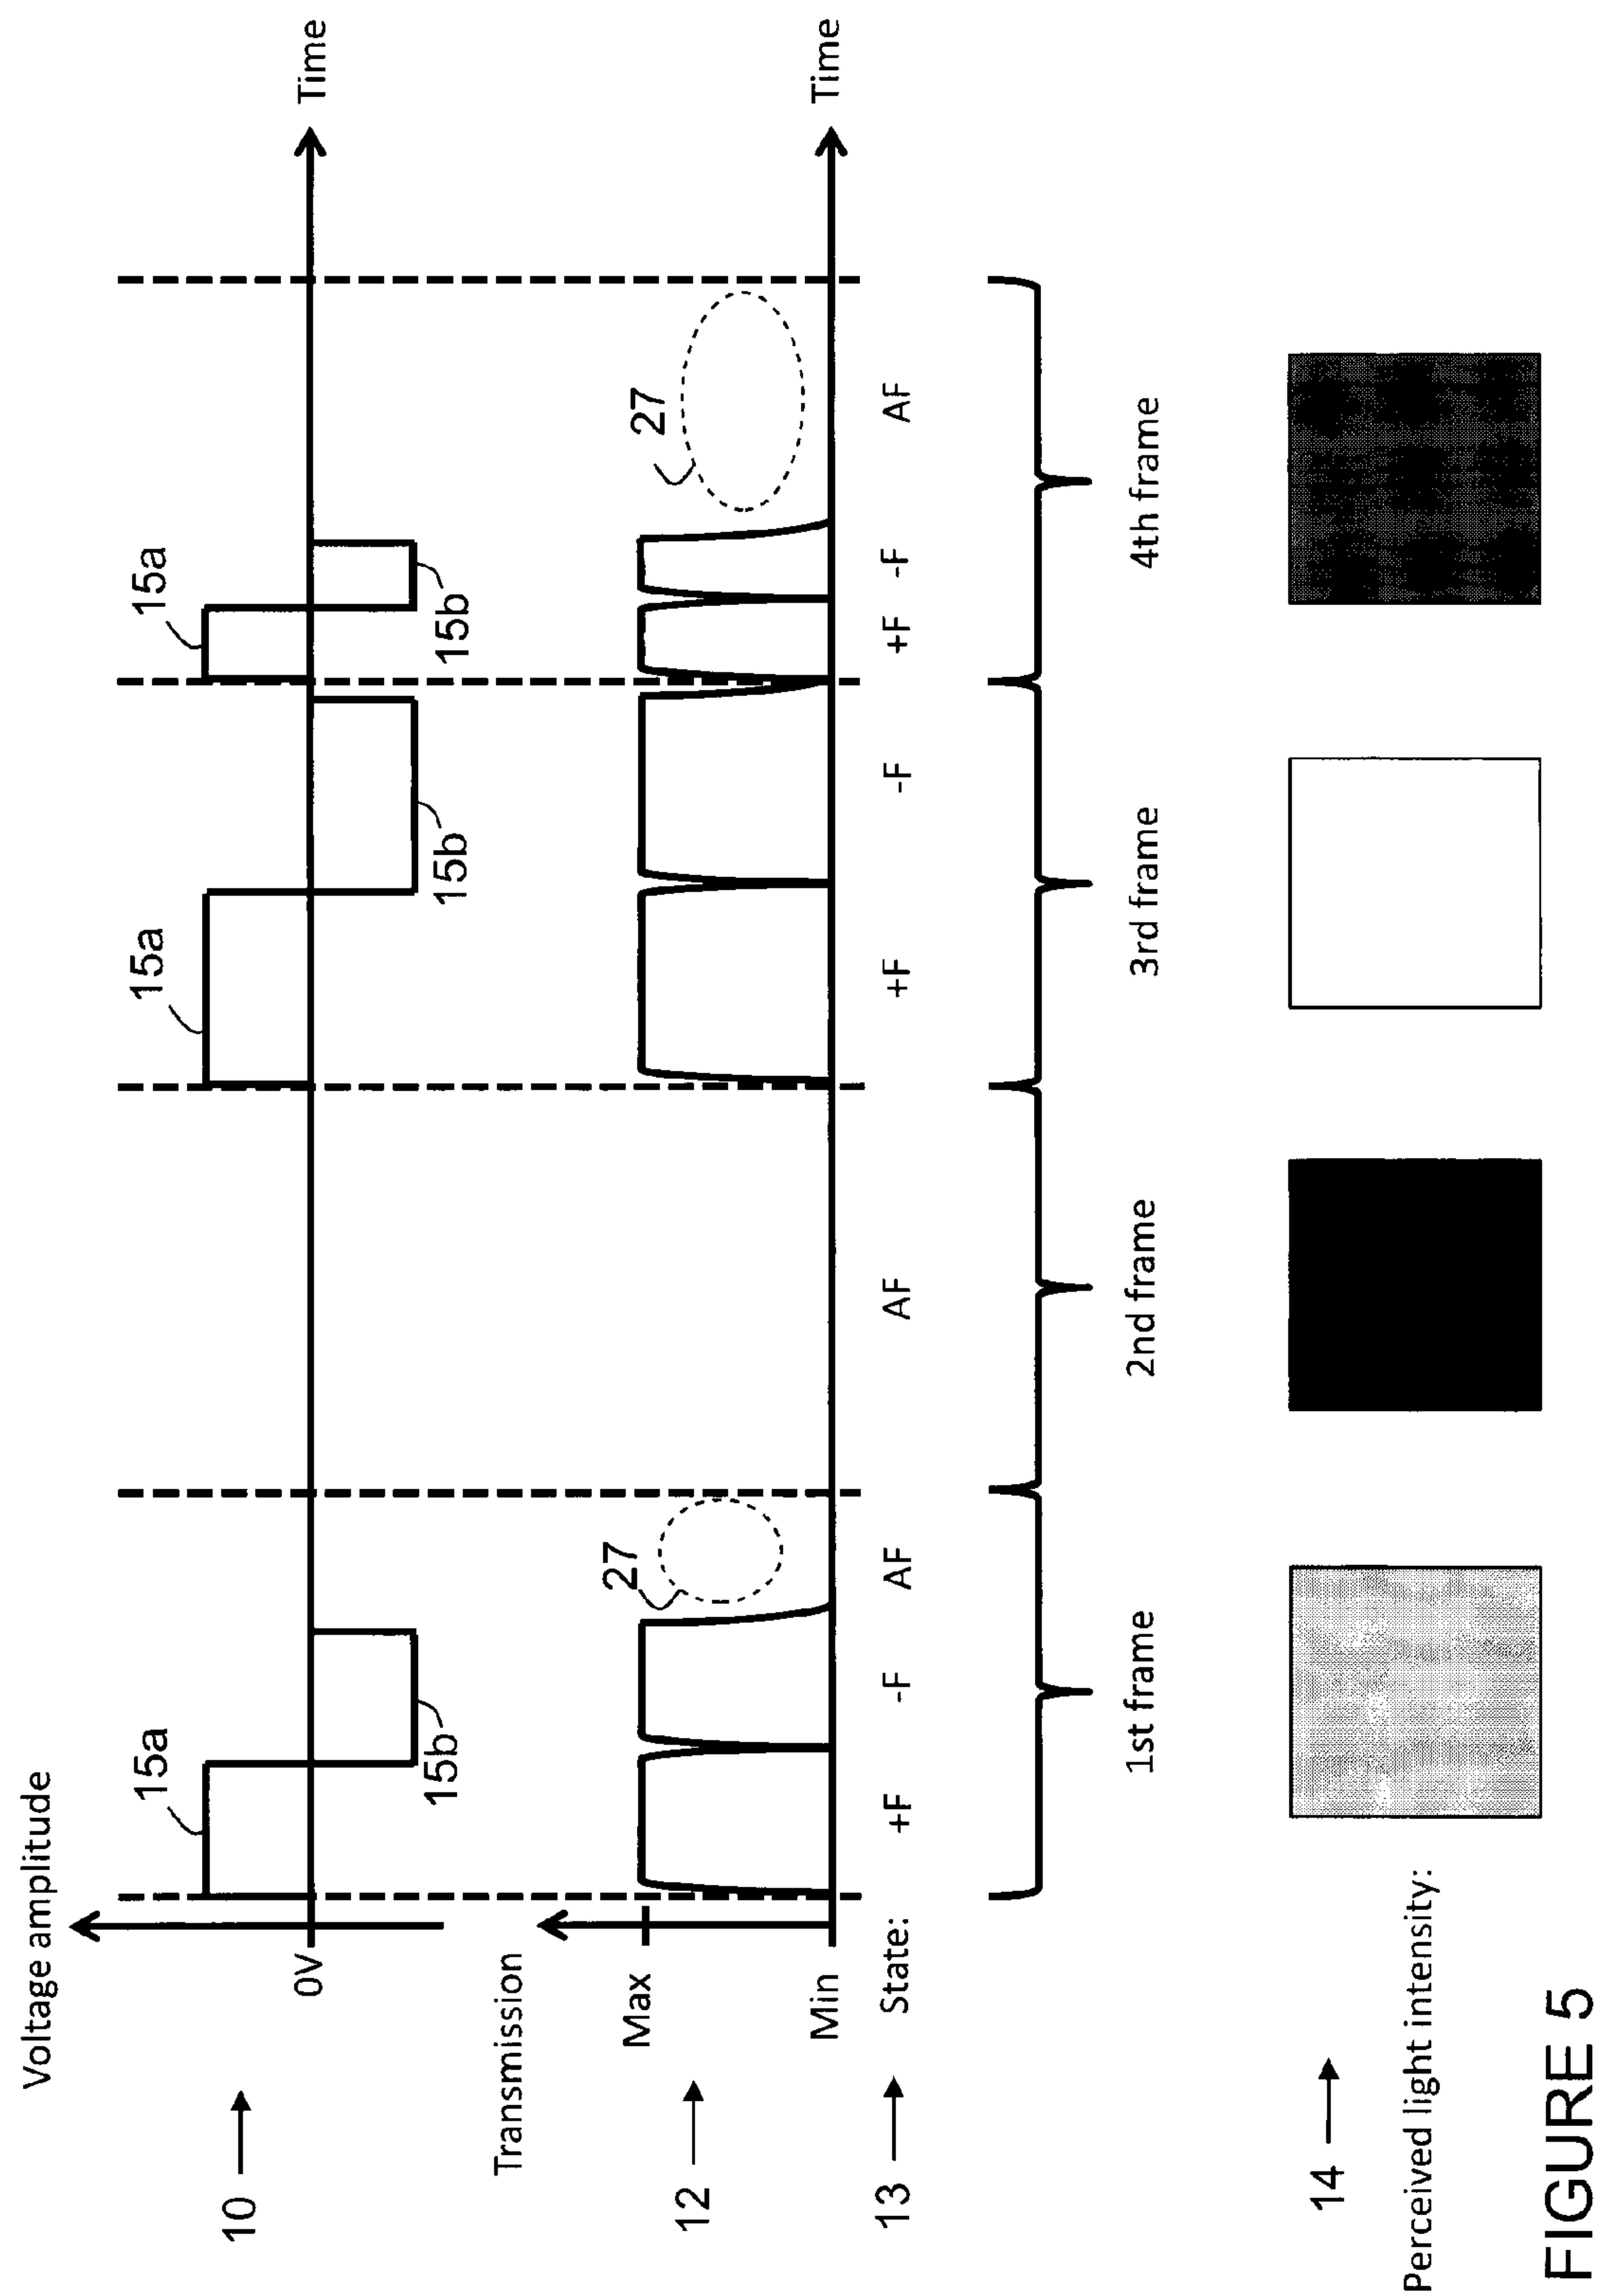 Voltage amplitude
10
0V
15a
15b
15a
15b
15a
15b
Time
Transmission
12
Max
Min
27
27
Time
13
State:
+F
-F
AF
AF
+F
-F
+F
-F
AF
1st frame
2nd frame
3rd frame
4th frame
14
Perceived light intensity:
FIGURE 5